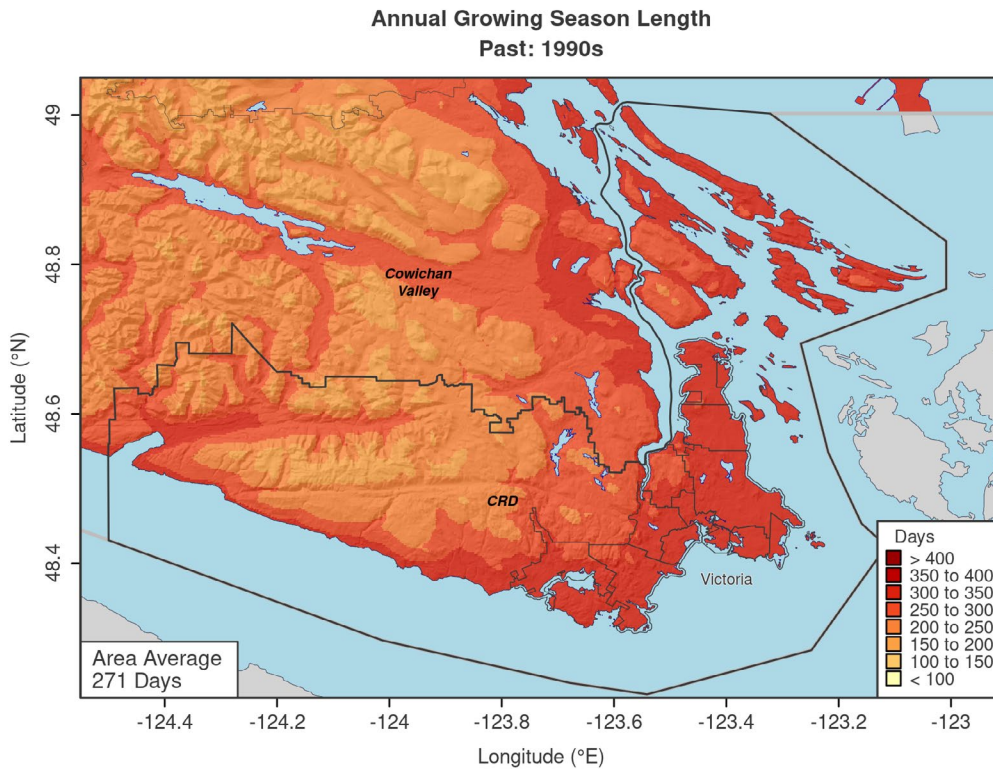 Annual Growing Season Length
Past: 1990s
Latitude (°N)
49
48.8
48.6
48.4
Cowichan
Valley
CRD
Victoria
Days
> 400
350 to 400
300 to 350
250 to 300
200 to 250
150 to 200
100 to 150
< 100
Area Average
271 Days
-124.4
-124.2
-124
-123.8
-123.6
-123.4
-123.2
-123
Longitude (°E)